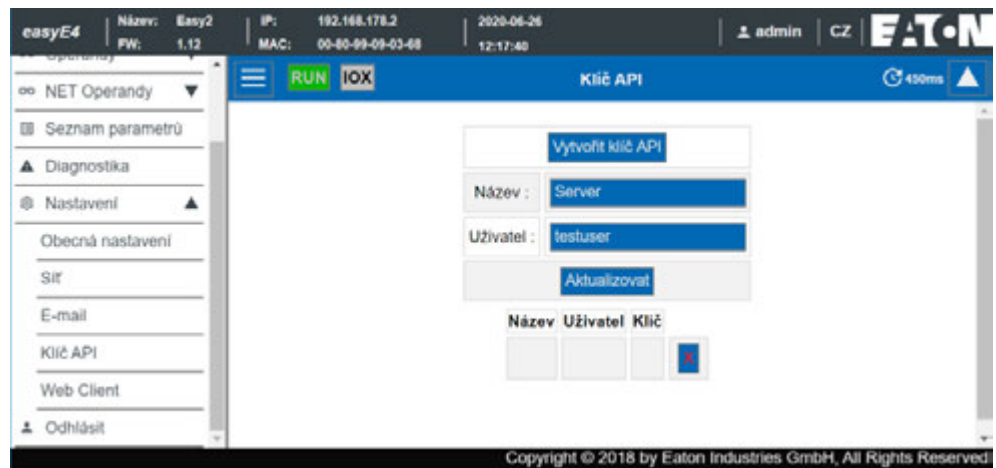 easyE4
Název: Easy2
FW: 1.12
IP: 192.168.178.2
MAC: 00-80-99-09-03-68
2020-06-26
12:17:40
admin
CZ
EATON
Operandy
NET Operandy
Seznam parametrů
Diagnostika
Nastavení
Obecná nastavení
Síť
E-mail
Klíč API
Web Client
Odhlásit
RUN IOX
Klíč API
450ms
Vytvořit klíč API
Název : Server
Uživatel : testuser
Aktualizovat
Název Uživatel Klíč
X
Copyright © 2018 by Eaton Industries GmbH, All Rights Reserved